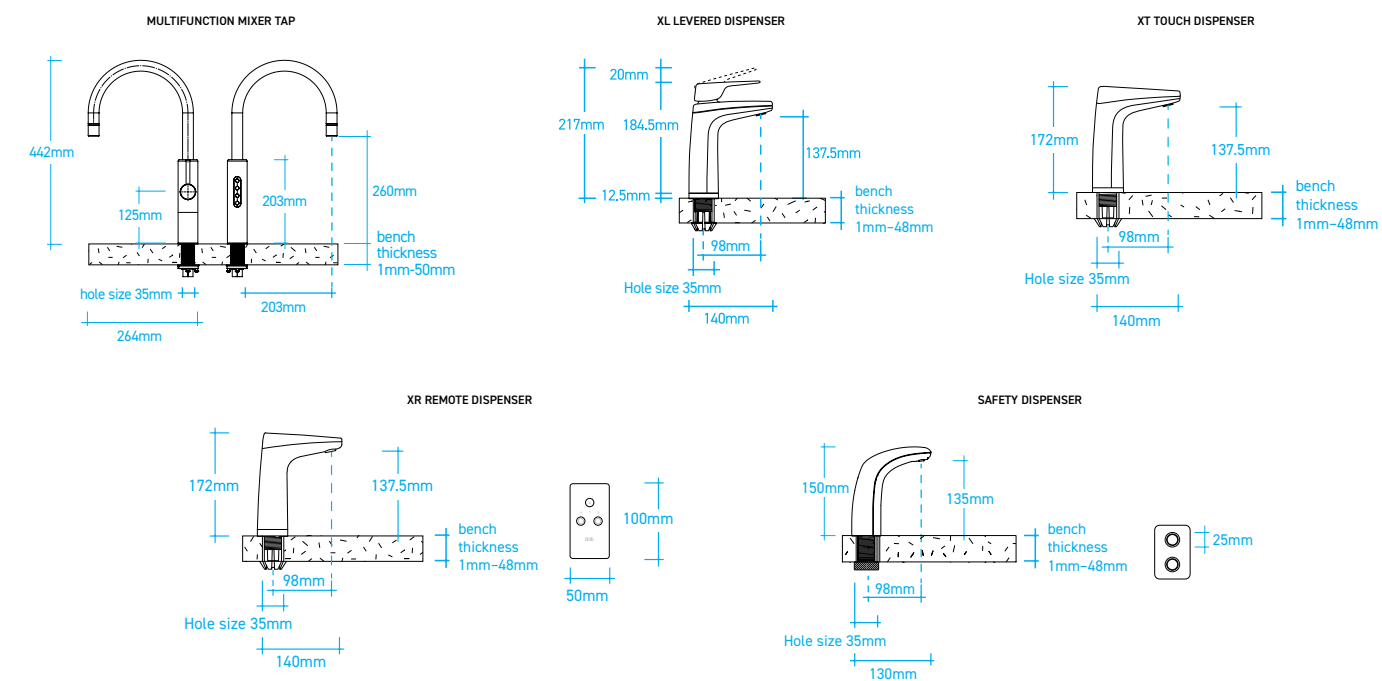 MULTIFUNCTION MIXER TAP
442mm
125mm
203mm
260mm
bench
thickness
1mm-50mm
hole size 35mm
203mm
264mm
XL LEVERED DISPENSER
20mm
217mm
184.5mm
137.5mm
12.5mm
bench
thickness
1mm–48mm
98mm
Hole size 35mm
140mm
XT TOUCH DISPENSER
172mm
137.5mm
bench
thickness
1mm–48mm
98mm
Hole size 35mm
140mm
XR REMOTE DISPENSER
172mm
137.5mm
bench
thickness
1mm–48mm
98mm
Hole size 35mm
140mm
100mm
50mm
SAFETY DISPENSER
150mm
135mm
bench
thickness
1mm–48mm
98mm
Hole size 35mm
130mm
25mm